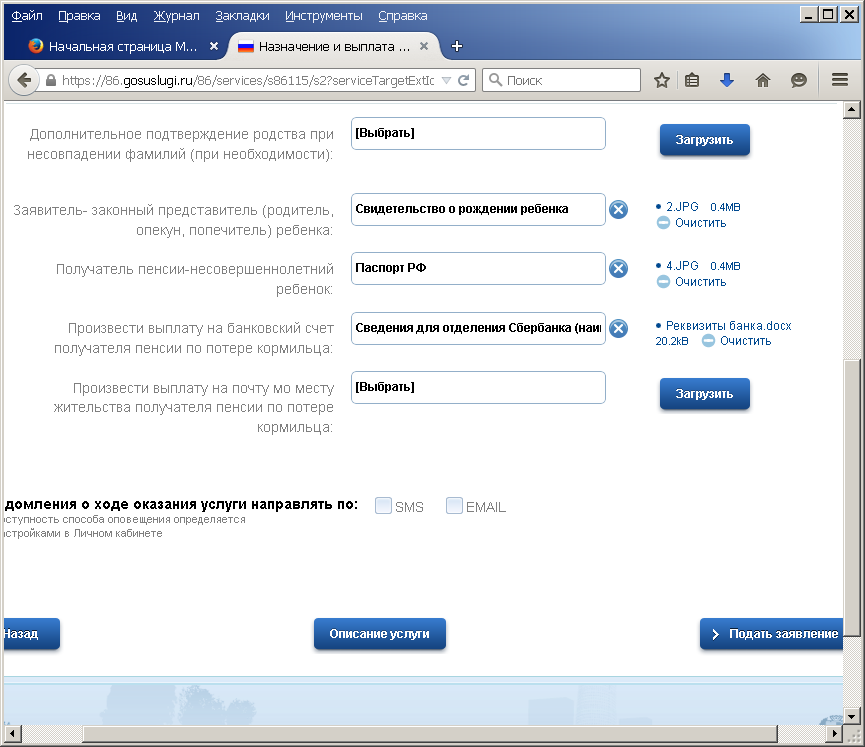 Файл Правка Вид Журнал Закладки Инструменты Справка
Начальная страница M... Назначение и выплата ...
https://86.gosuslugi.ru/86/services/s86115/s2?serviceTargetExtIc Поиск
Дополнительное подтверждение родства при
несовпадении фамилий (при необходимости):
[Выбрать]
Загрузить
Заявитель- законный представитель (родитель,
опекун, попечитель) ребенка:
Свидетельство о рождении ребенка
2.JPG 0.4MB
Очистить
Получатель пенсии-несовершеннолетний
ребенок:
Паспорт РФ
4.JPG 0.4MB
Очистить
Произвести выплату на банковский счет
получателя пенсии по потере кормильца:
Сведения для отделения Сбербанка (наи
Реквизиты банка.docx
20.2kB Очистить
Произвести выплату на почту мо месту
жительства получателя пенсии по потере
кормильца:
[Выбрать]
Загрузить
домления о ходе оказания услуги направлять по: SMS EMAIL
оступность способа оповещения определяется
астройками в Личном кабинете
Назад Описание услуги Подать заявление